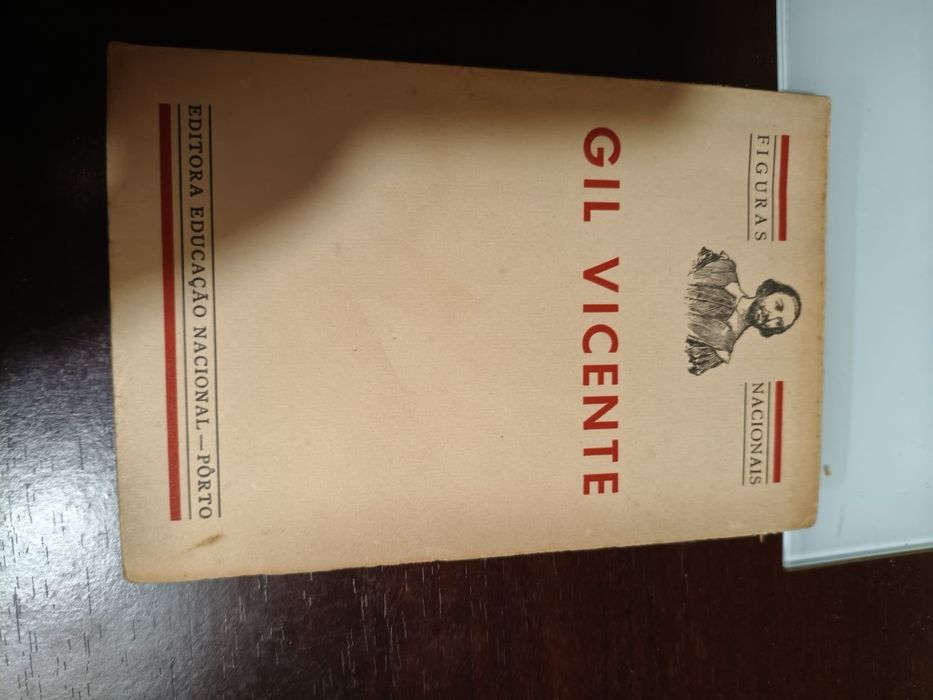 FIGURAS NACIONAIS
GIL VICENTE
EDITORA EDUCAÇÃO NACIONAL — PÔRTO